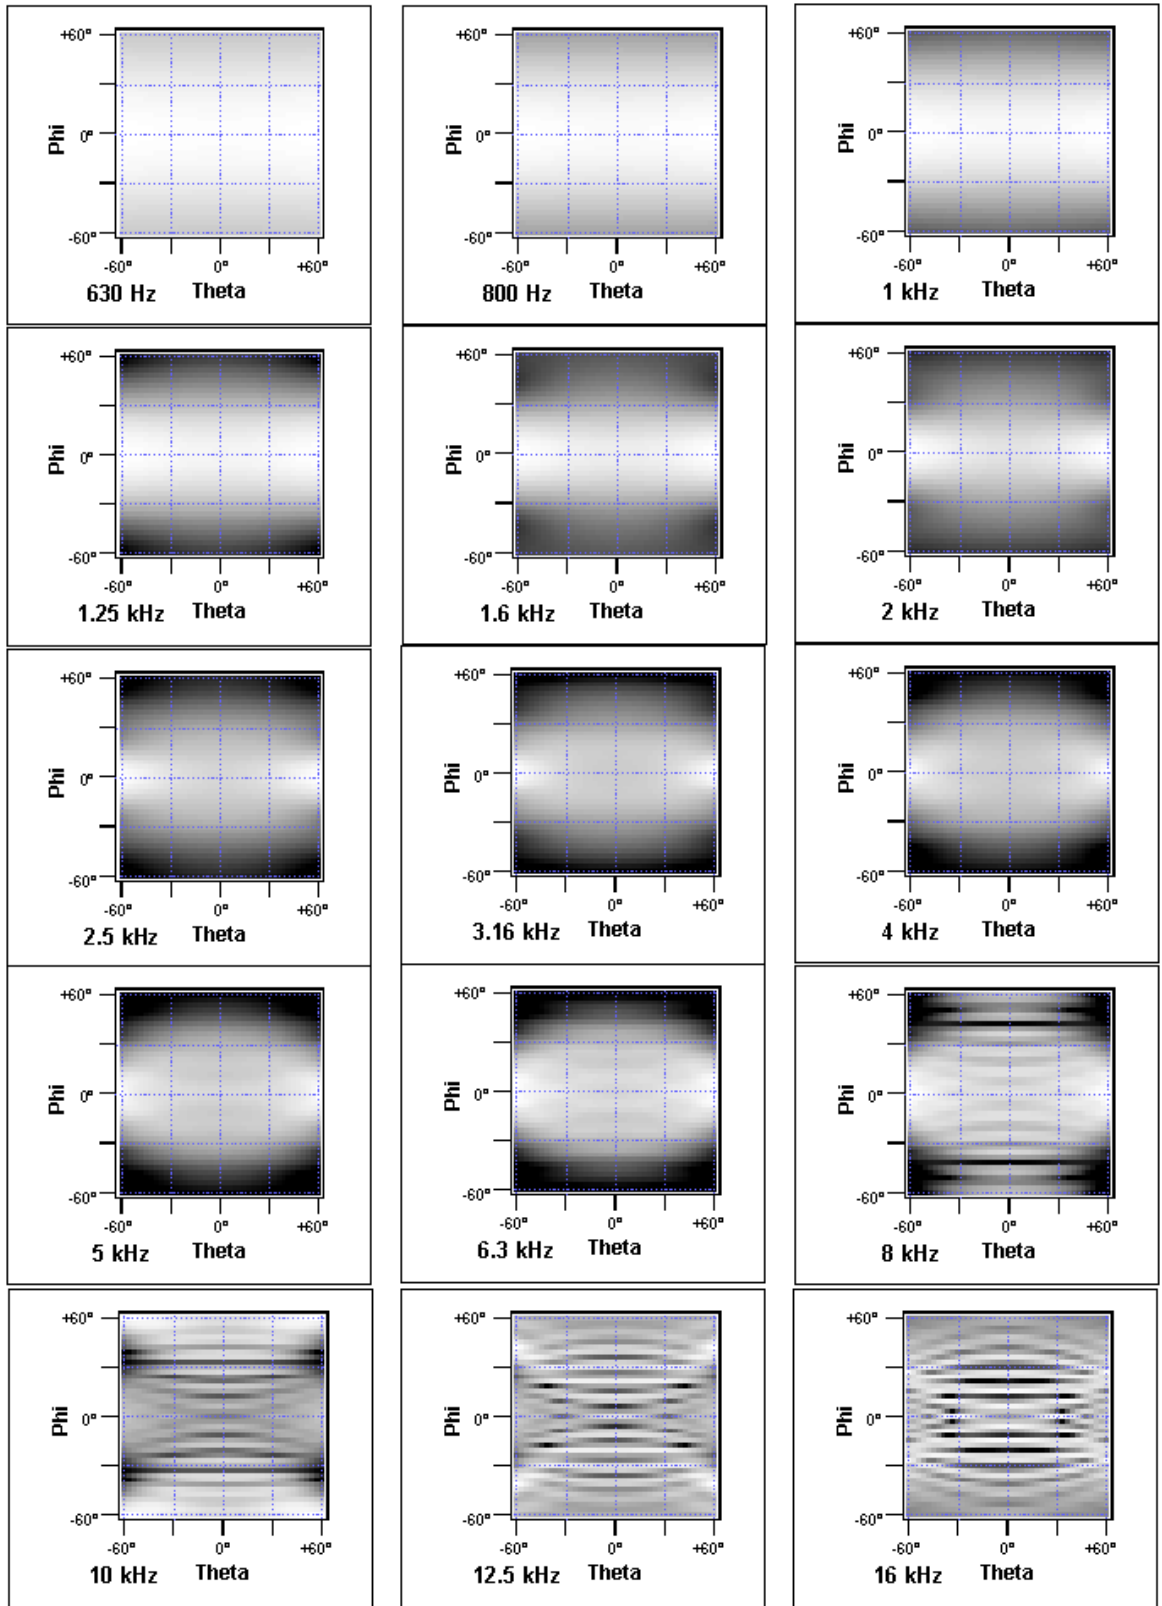 +60°
Phi
0°
-60°
-60° 0° +60°
630 Hz Theta
+60°
Phi
0°
-60°
-60° 0° +60°
800 Hz Theta
+60°
Phi
0°
-60°
-60° 0° +60°
1 kHz Theta
+60°
Phi
0°
-60°
-60° 0° +60°
1.25 kHz Theta
+60°
Phi
0°
-60°
-60° 0° +60°
1.6 kHz Theta
+60°
Phi
0°
-60°
-60° 0° +60°
2 kHz Theta
+60°
Phi
0°
-60°
-60° 0° +60°
2.5 kHz Theta
+60°
Phi
0°
-60°
-60° 0° +60°
3.16 kHz Theta
+60°
Phi
0°
-60°
-60° 0° +60°
4 kHz Theta
+60°
Phi
0°
-60°
-60° 0° +60°
5 kHz Theta
+60°
Phi
0°
-60°
-60° 0° +60°
6.3 kHz Theta
+60°
Phi
0°
-60°
-60° 0° +60°
8 kHz Theta
+60°
Phi
0°
-60°
-60° 0° +60°
10 kHz Theta
+60°
Phi
0°
-60°
-60° 0° +60°
12.5 kHz Theta
+60°
Phi
0°
-60°
-60° 0° +60°
16 kHz Theta